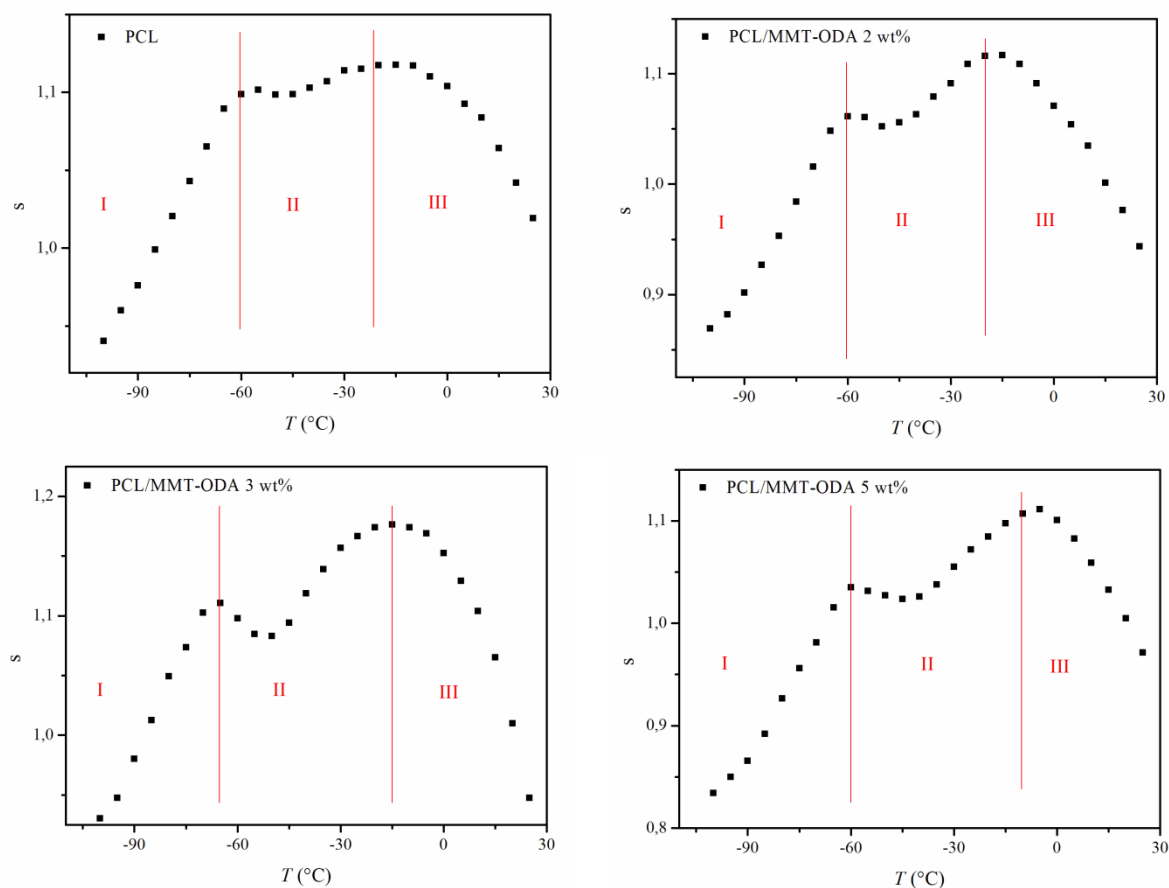 PCL
1,1
1,0
s
I
II
III
-90
-60
-30
0
30
T (°C)
PCL/MMT-ODA 2 wt%
1,1
1,0
0,9
s
I
II
III
-90
-60
-30
0
30
T (°C)
PCL/MMT-ODA 3 wt%
1,2
1,1
1,0
s
I
II
III
-90
-60
-30
0
30
T (°C)
PCL/MMT-ODA 5 wt%
1,1
1,0
0,9
0,8
s
I
II
III
-90
-60
-30
0
30
T (°C)